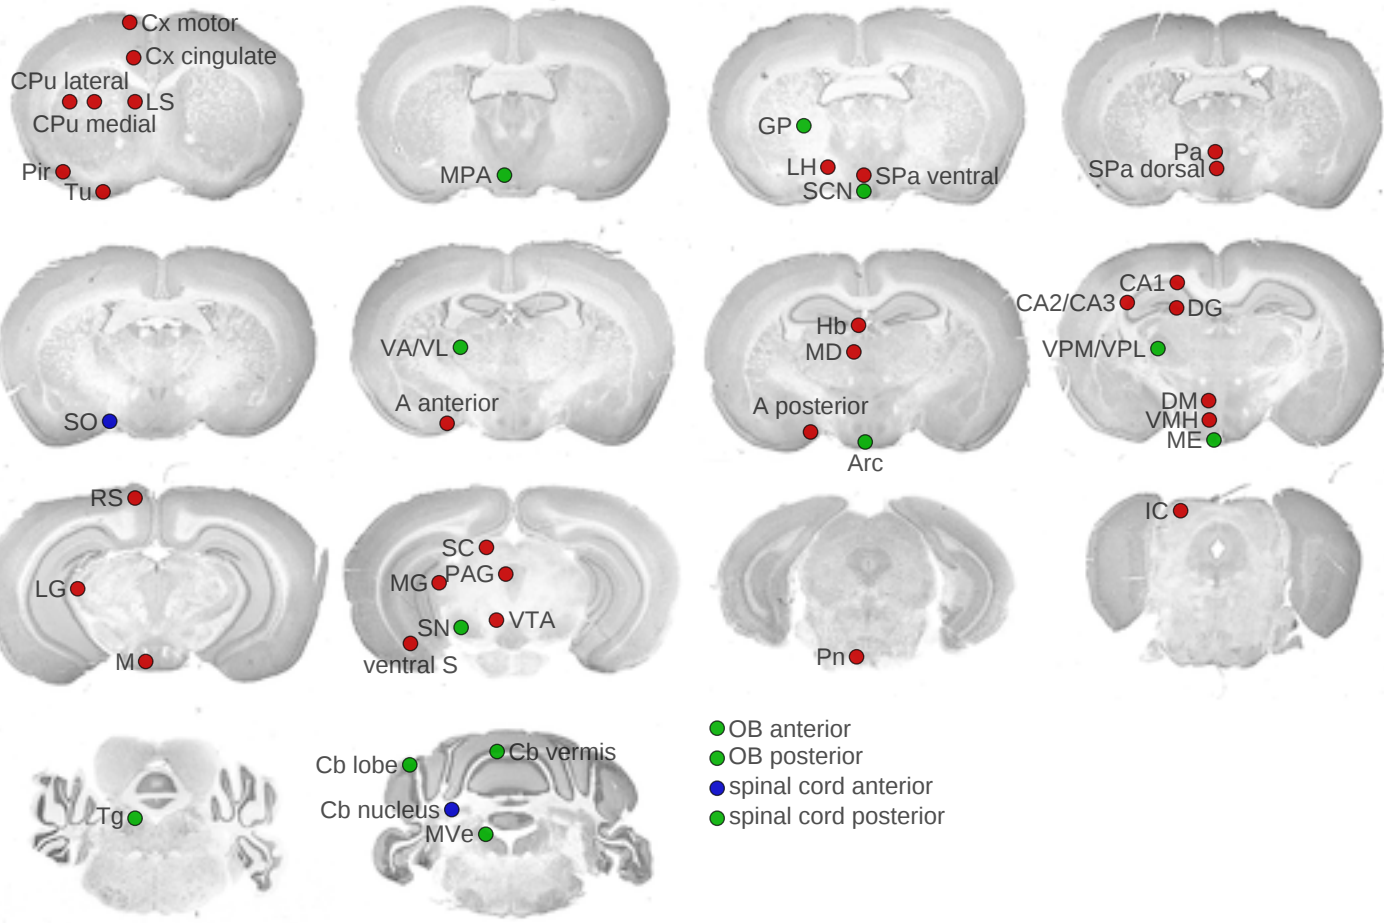 Cx motor
Cx cingulate
CPu lateral
LS
CPu medial
Pir
Tu
MPA
GP
LH
SPa ventral
SCN
Pa
SPa dorsal
SO
VA/VL
A anterior
Hb
MD
A posterior
Arc
CA1
CA2/CA3
DG
VPM/VPL
DM
VMH
ME
RS
LG
M
SC
MG
PAG
SN
VTA
ventral S
Pn
IC
Tg
Cb lobe
Cb vermis
Cb nucleus
MVe
OB anterior
OB posterior
spinal cord anterior
spinal cord posterior